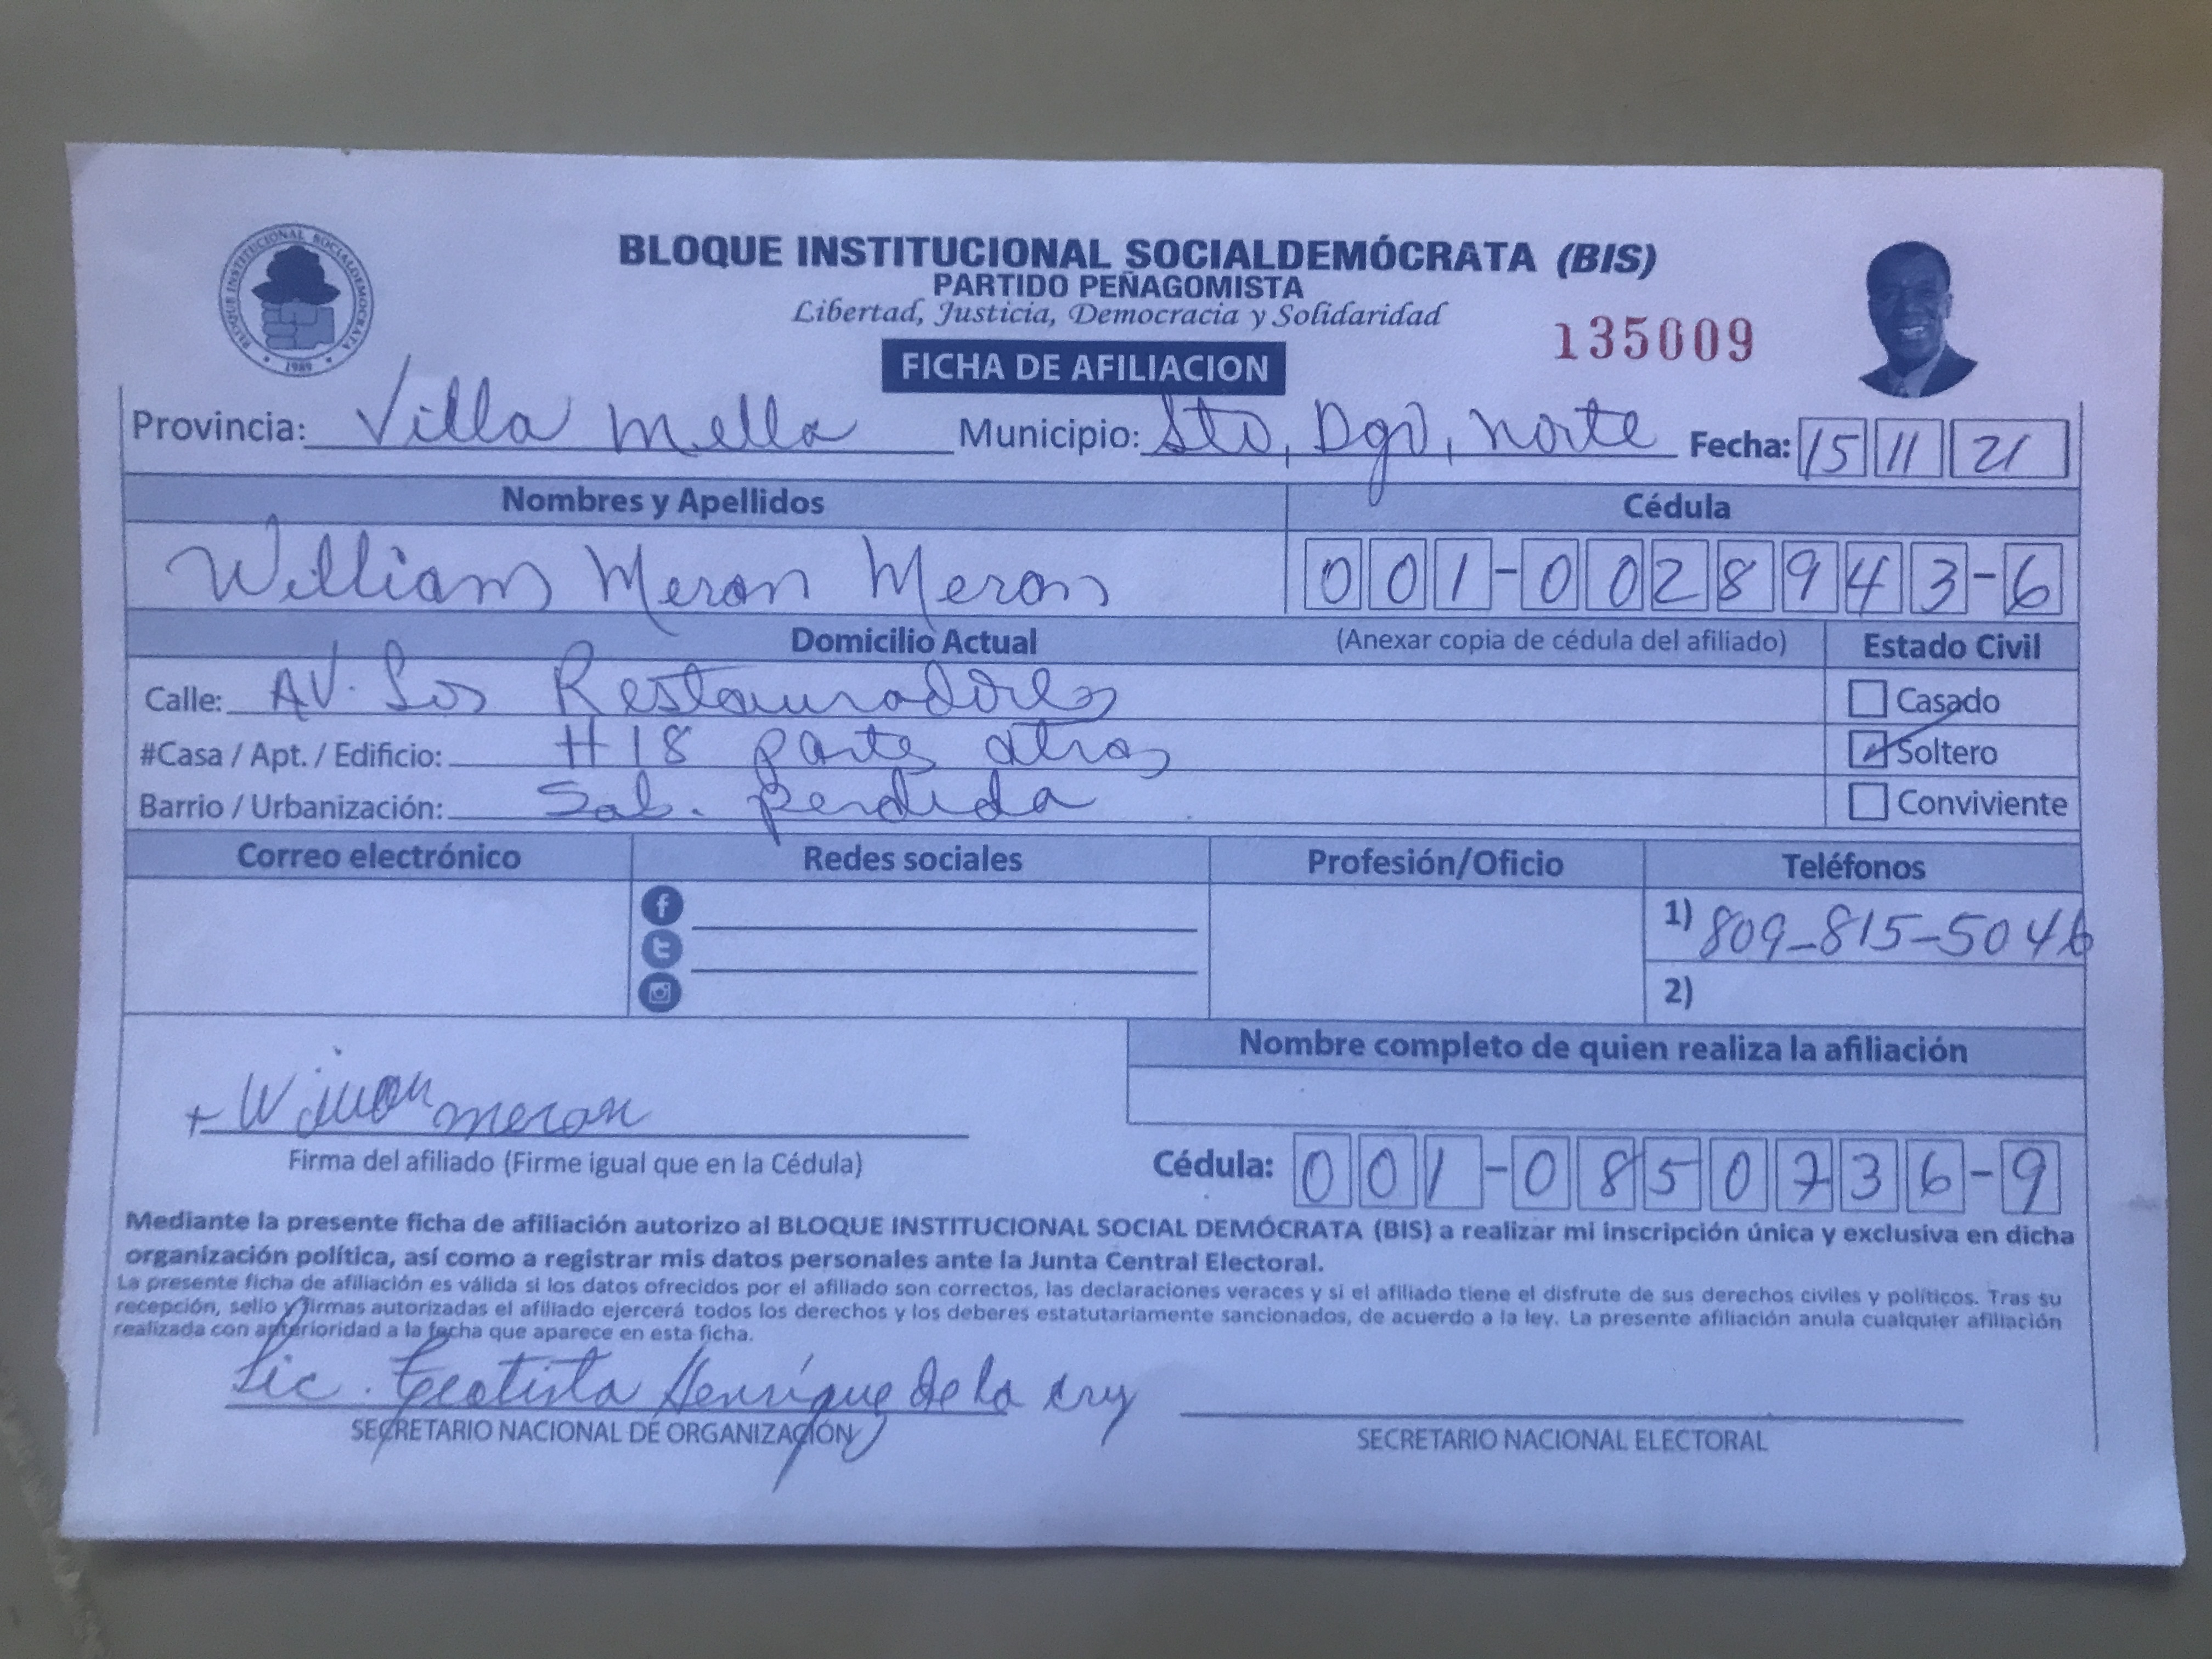 BLOQUE INSTITUCIONAL SOCIALDEMOCRATA
1989
BLOQUE INSTITUCIONAL SOCIALDEMÓCRATA (BIS)
PARTIDO PEÑAGOMISTA
Libertad, Justicia, Democracia y Solidaridad
135009
FICHA DE AFILIACION
Provincia: Villa Mella Municipio: Sto, Dgo, Norte Fecha: 15 11 21
Nombres y Apellidos Cédula
William Meran Meran 001-0028943-6
Domicilio Actual (Anexar copia de cédula del afiliado) Estado Civil
Calle: AV. Los Restauradores Casado
#Casa / Apt. / Edificio: #18 parte atras Soltero
Barrio / Urbanización: Sab. perdida Conviviente
Correo electrónico Redes sociales Profesión/Oficio Teléfonos
1) 809-815-5046
2)
Nombre completo de quien realiza la afiliación
meran
Firma del afiliado (Firme igual que en la Cédula) Cédula: 001-0850736-9
Mediante la presente ficha de afiliación autorizo al BLOQUE INSTITUCIONAL SOCIAL DEMÓCRATA (BIS) a realizar mi inscripción única y exclusiva en dicha
organización política, así como a registrar mis datos personales ante la Junta Central Electoral.
La presente ficha de afiliación es válida si los datos ofrecidos por el afiliado son correctos, las declaraciones veraces y si el afiliado tiene el disfrute de sus derechos civiles y políticos. Tras su
recepción, sello y firmas autorizadas el afiliado ejercerá todos los derechos y los deberes estatutariamente sancionados, de acuerdo a la ley. La presente afiliación anula cualquier afiliación
realizada con anterioridad a la fecha que aparece en esta ficha.
Lic. Henríquez de la
SECRETARIO NACIONAL DE ORGANIZACIÓN SECRETARIO NACIONAL ELECTORAL